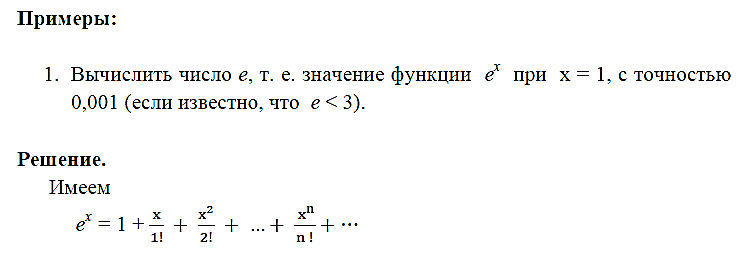 Примеры:
1. Вычислить число e, т. е. значение функции e^x при x = 1, с точностью
0,001 (если известно, что e < 3).
Решение.
Имеем
e^x = 1 + x/1! + x^2/2! + ... + x^n/n! + ⋯